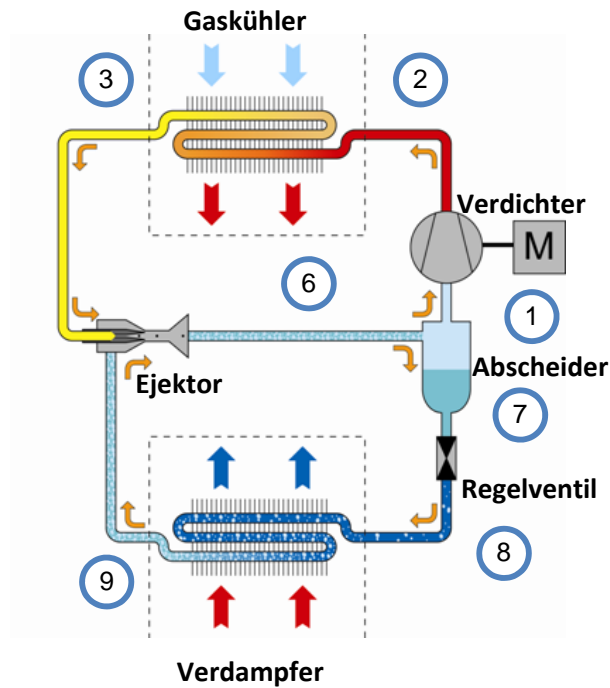 Gaskühler
3
2
Verdichter
M
6
1
Ejektor
Abscheider
7
Regelventil
8
9
Verdampfer